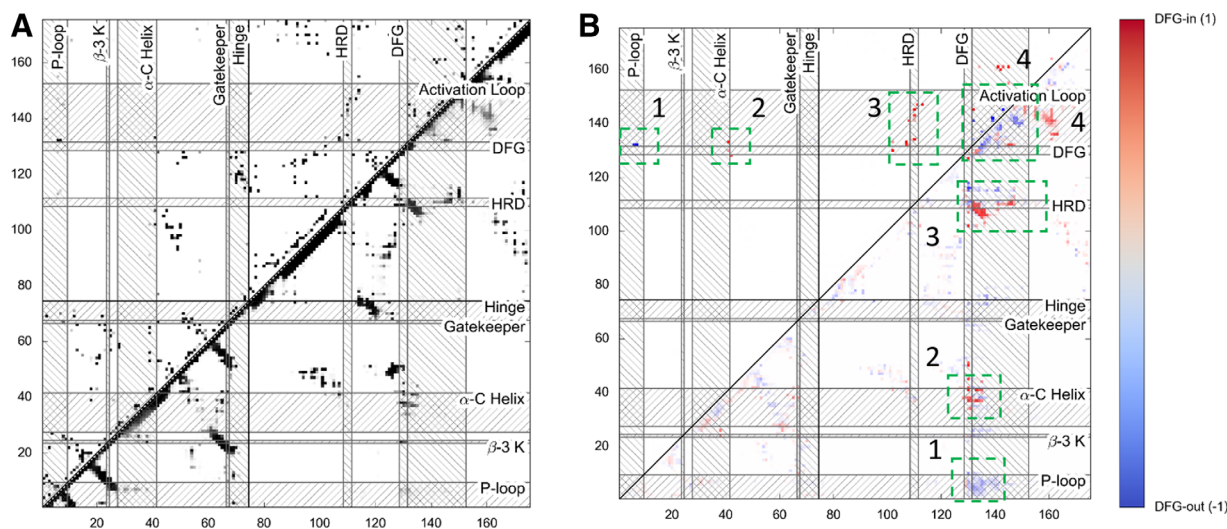 A
P-loop
β-3 K
α-C Helix
Gatekeeper
Hinge
HRD
DFG
160
140
120
100
80
60
40
20
Activation Loop
DFG
HRD
Hinge
Gatekeeper
α-C Helix
β-3 K
P-loop
20 40 60 80 100 120 140 160
B
P-loop
β-3 K
α-C Helix
Gatekeeper
Hinge
HRD
DFG
160
140
120
100
80
60
40
20
1
2
3
4
Activation Loop
4
DFG
HRD
3
Hinge
Gatekeeper
2
α-C Helix
β-3 K
1
P-loop
20 40 60 80 100 120 140 160
DFG-in (1)
DFG-out (-1)